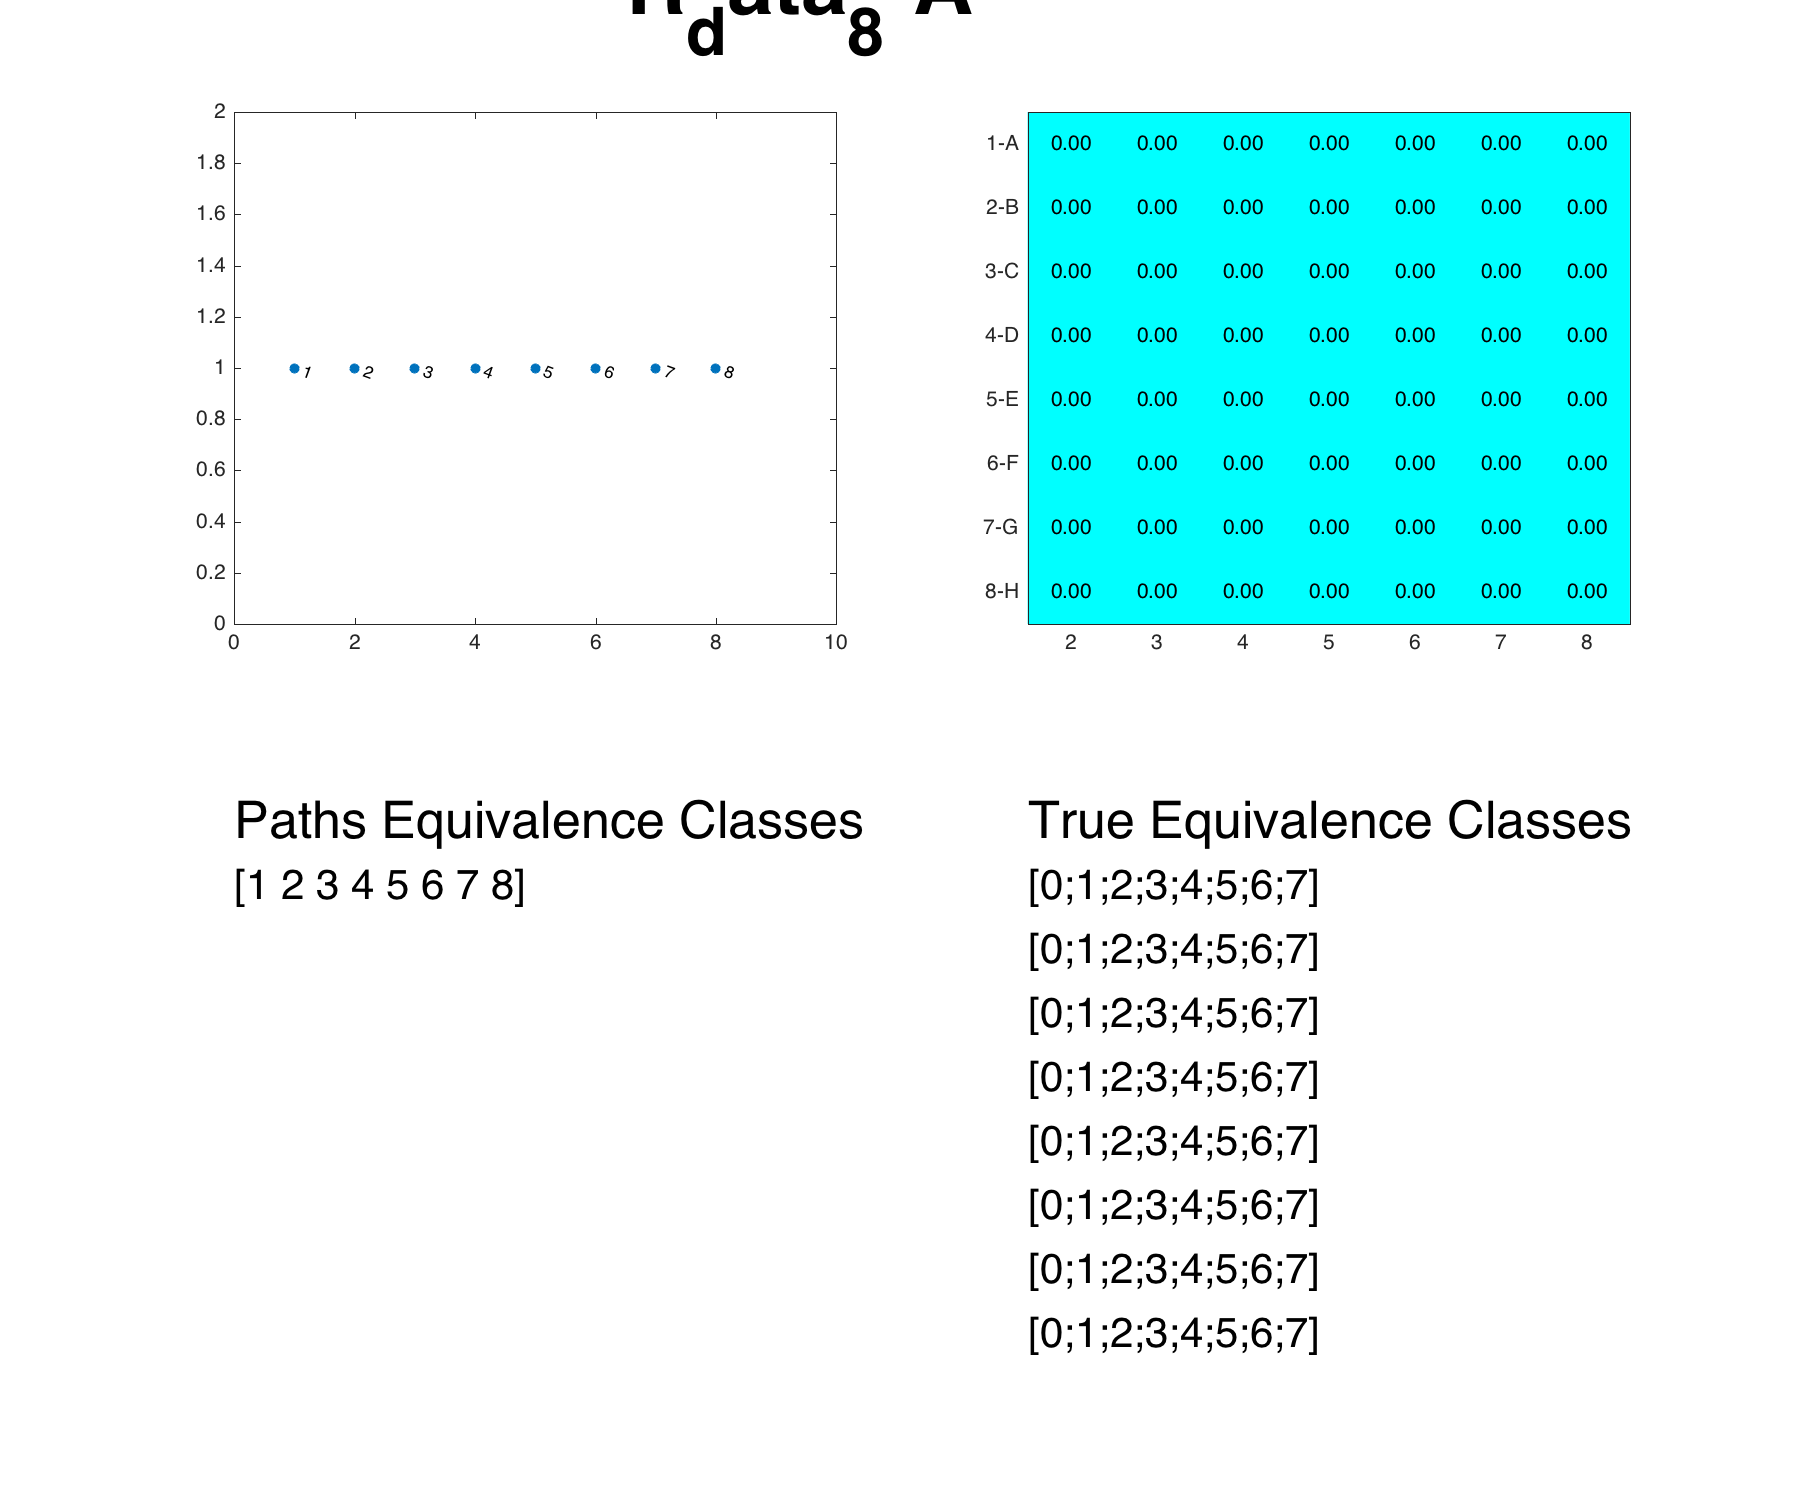 R_data_8 A
2
1.8
1.6
1.4
1.2
1
0.8
0.6
0.4
0.2
0
0 2 4 6 8 10
1 2 3 4 5 6 7 8
1-A 0.00 0.00 0.00 0.00 0.00 0.00 0.00
2-B 0.00 0.00 0.00 0.00 0.00 0.00 0.00
3-C 0.00 0.00 0.00 0.00 0.00 0.00 0.00
4-D 0.00 0.00 0.00 0.00 0.00 0.00 0.00
5-E 0.00 0.00 0.00 0.00 0.00 0.00 0.00
6-F 0.00 0.00 0.00 0.00 0.00 0.00 0.00
7-G 0.00 0.00 0.00 0.00 0.00 0.00 0.00
8-H 0.00 0.00 0.00 0.00 0.00 0.00 0.00
2 3 4 5 6 7 8
Paths Equivalence Classes
[1 2 3 4 5 6 7 8]
True Equivalence Classes
[0;1;2;3;4;5;6;7]
[0;1;2;3;4;5;6;7]
[0;1;2;3;4;5;6;7]
[0;1;2;3;4;5;6;7]
[0;1;2;3;4;5;6;7]
[0;1;2;3;4;5;6;7]
[0;1;2;3;4;5;6;7]
[0;1;2;3;4;5;6;7]